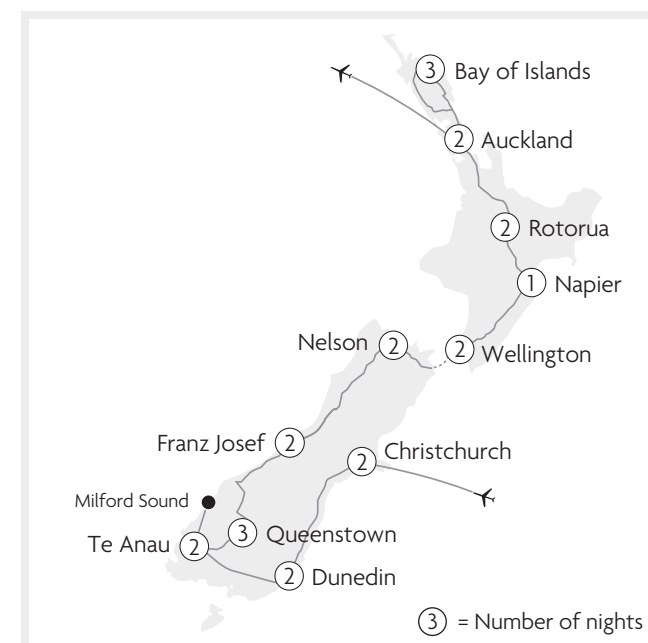 3 Bay of Islands
2 Auckland
2 Rotorua
1 Napier
Nelson 2
2 Wellington
Franz Josef 2
2 Christchurch
Milford Sound
Te Anau 2
3 Queenstown
2 Dunedin
3 = Number of nights